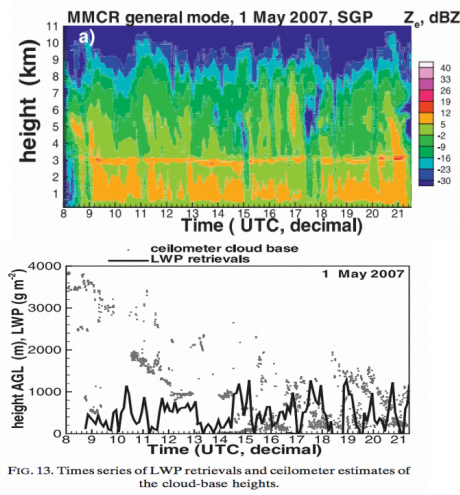 MMCR general mode, 1 May 2007, SGP
Ze, dBZ
a)
height (km)
11
10
9
8
7
6
5
4
3
2
1
40
33
26
19
12
5
-2
-9
-16
-23
-30
8 9 10 11 12 13 14 15 16 17 18 19 20 21
Time ( UTC, decimal)
ceilometer cloud base
LWP retrievals
1 May 2007
height AGL (m), LWP (g m-2)
4000
3000
2000
1000
0
8 9 10 11 12 13 14 15 16 17 18 19 20 21
Time (UTC, decimal)
FIG. 13. Times series of LWP retrievals and ceilometer estimates of
the cloud-base heights.